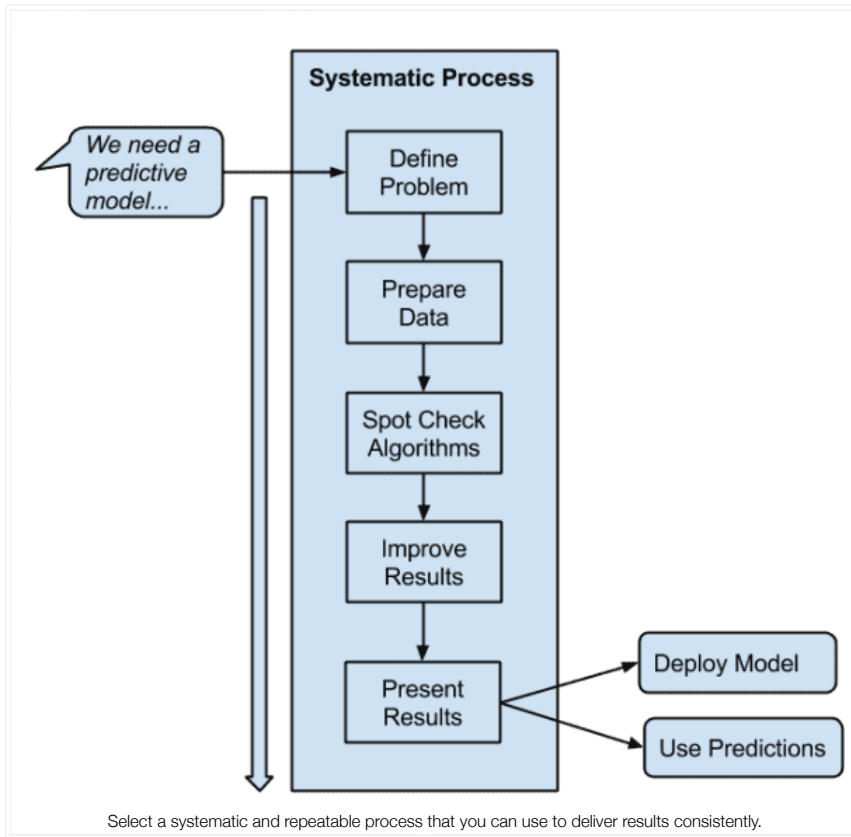 Systematic Process
We need a
predictive
model...
Define
Problem
Prepare
Data
Spot Check
Algorithms
Improve
Results
Present
Results
Deploy Model
Use Predictions
Select a systematic and repeatable process that you can use to deliver results consistently.